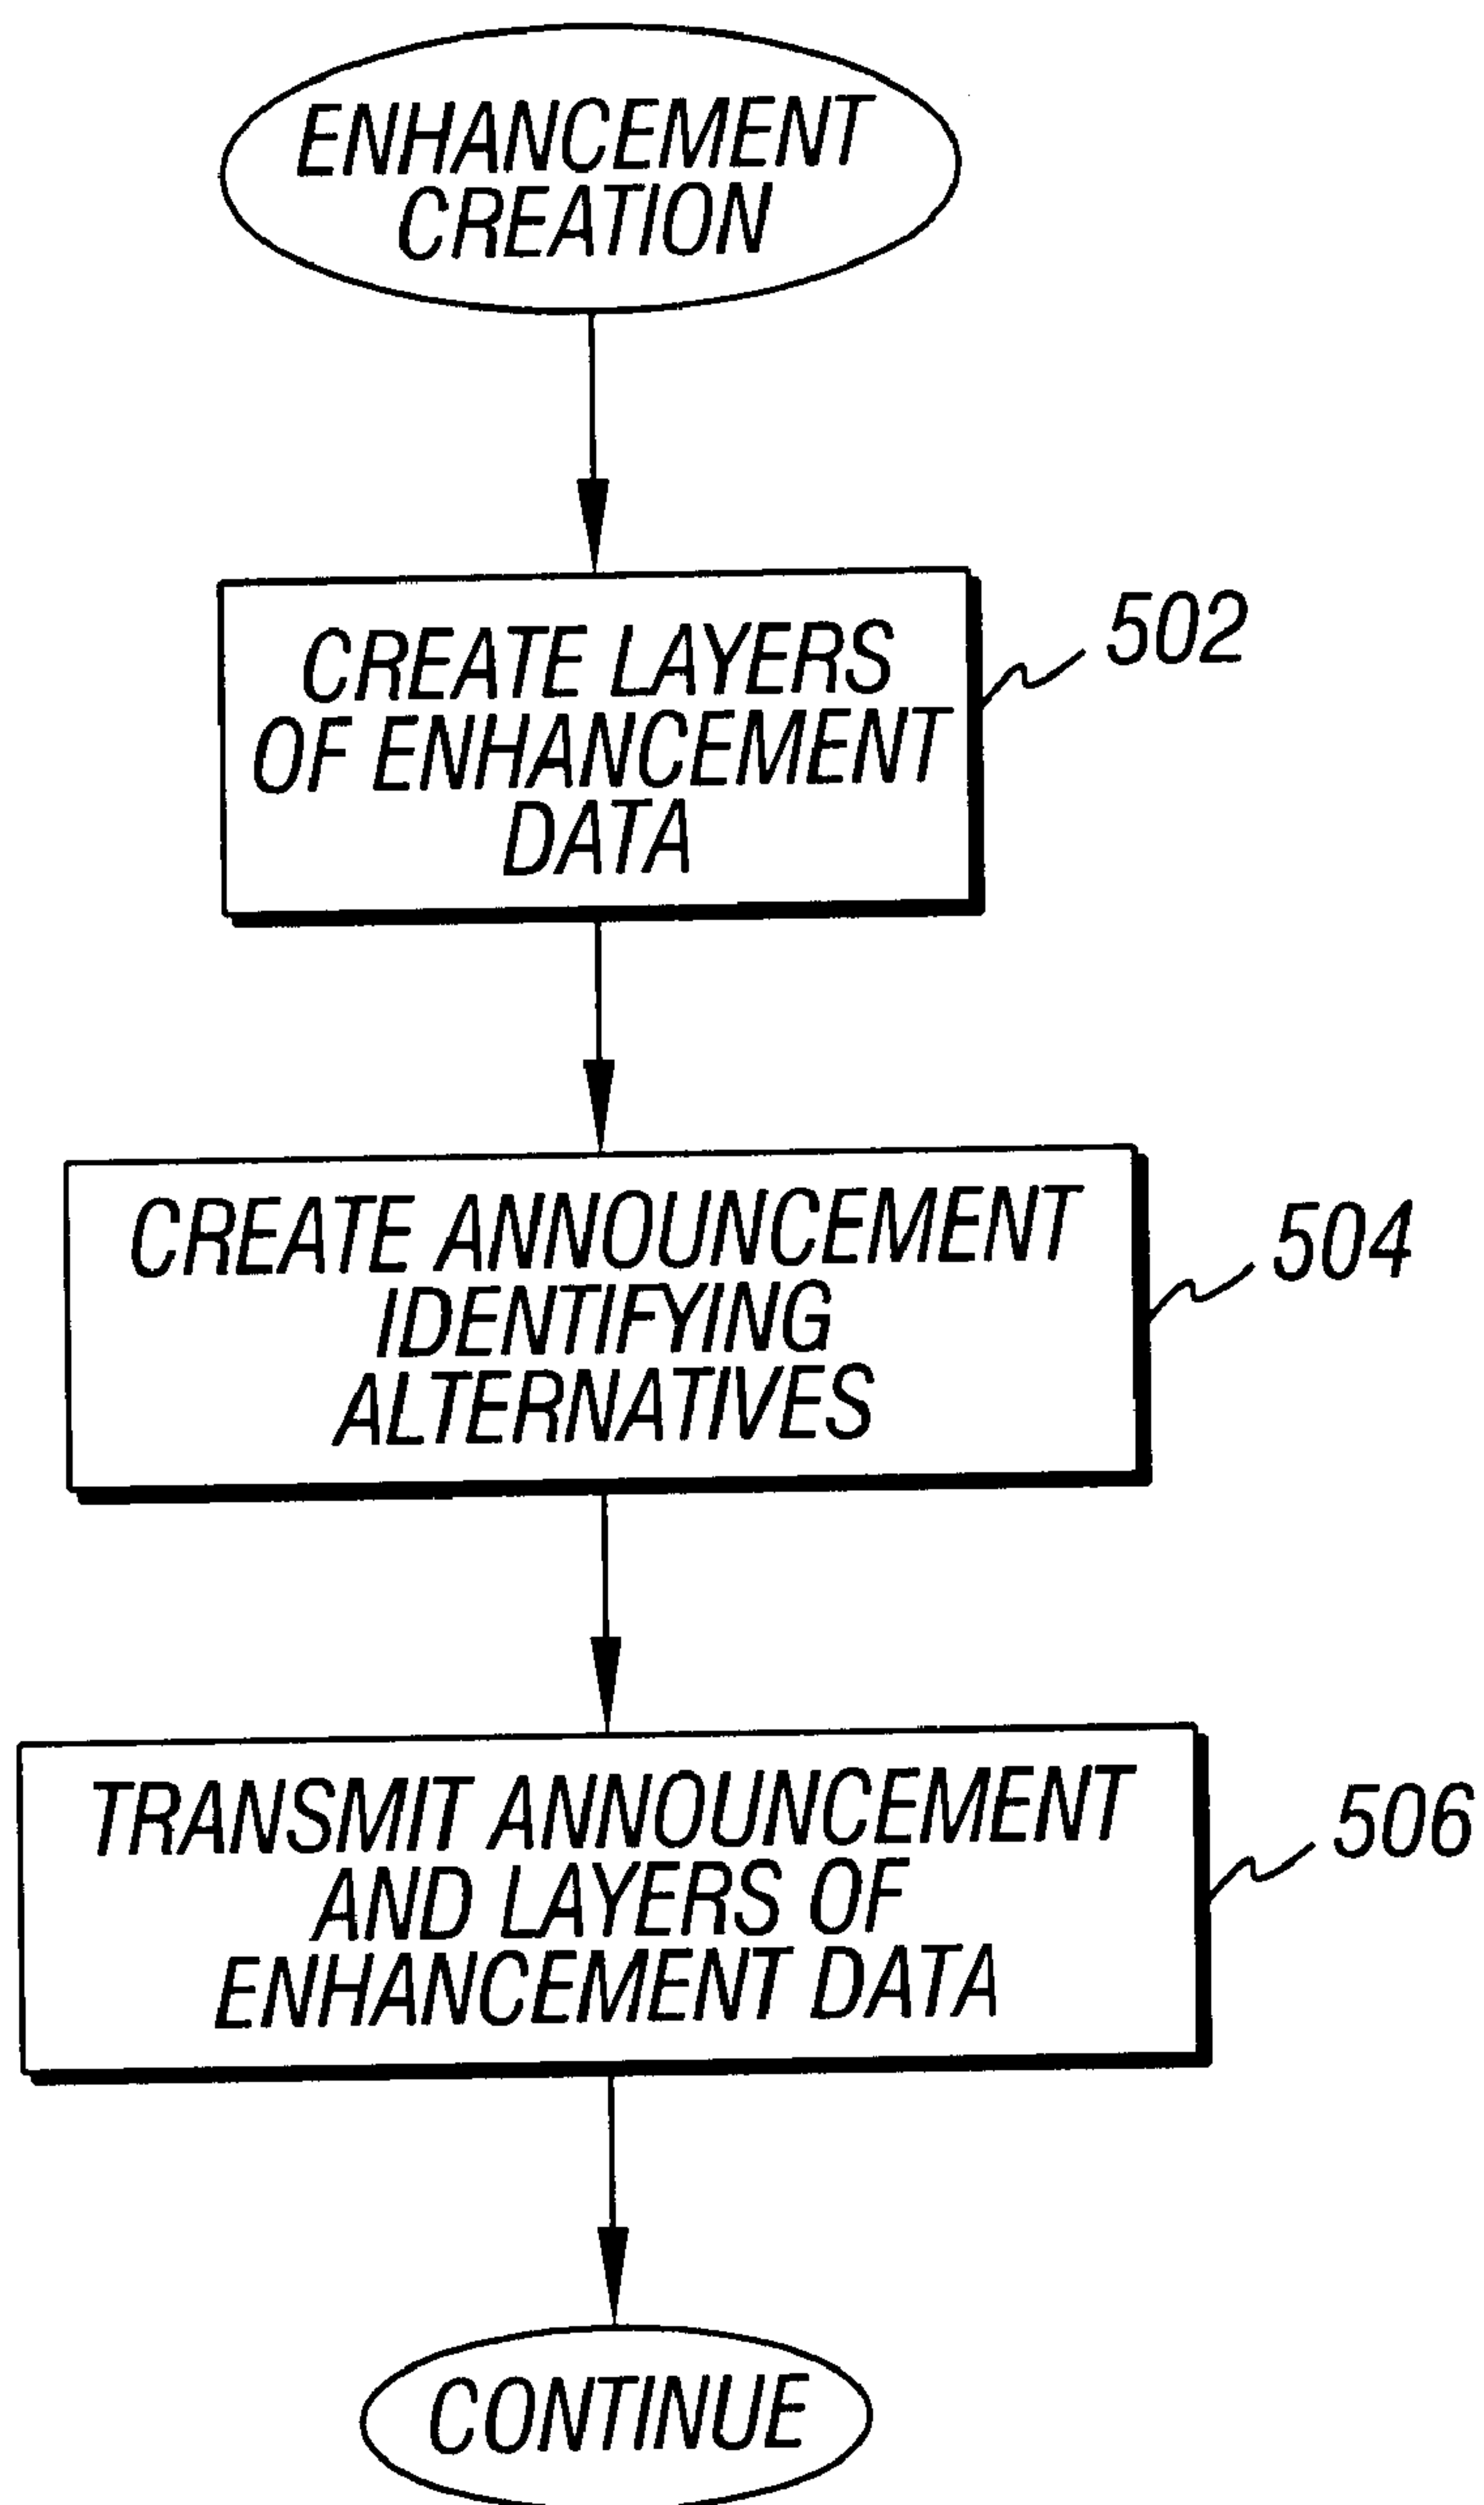 ENHANCEMENT
CREATION
CREATE LAYERS
OF ENHANCEMENT
DATA
502
CREATE ANNOUNCEMENT
IDENTIFYING
ALTERNATIVES
504
TRANSMIT ANNOUNCEMENT
AND LAYERS OF
ENHANCEMENT DATA
506
CONTINUE